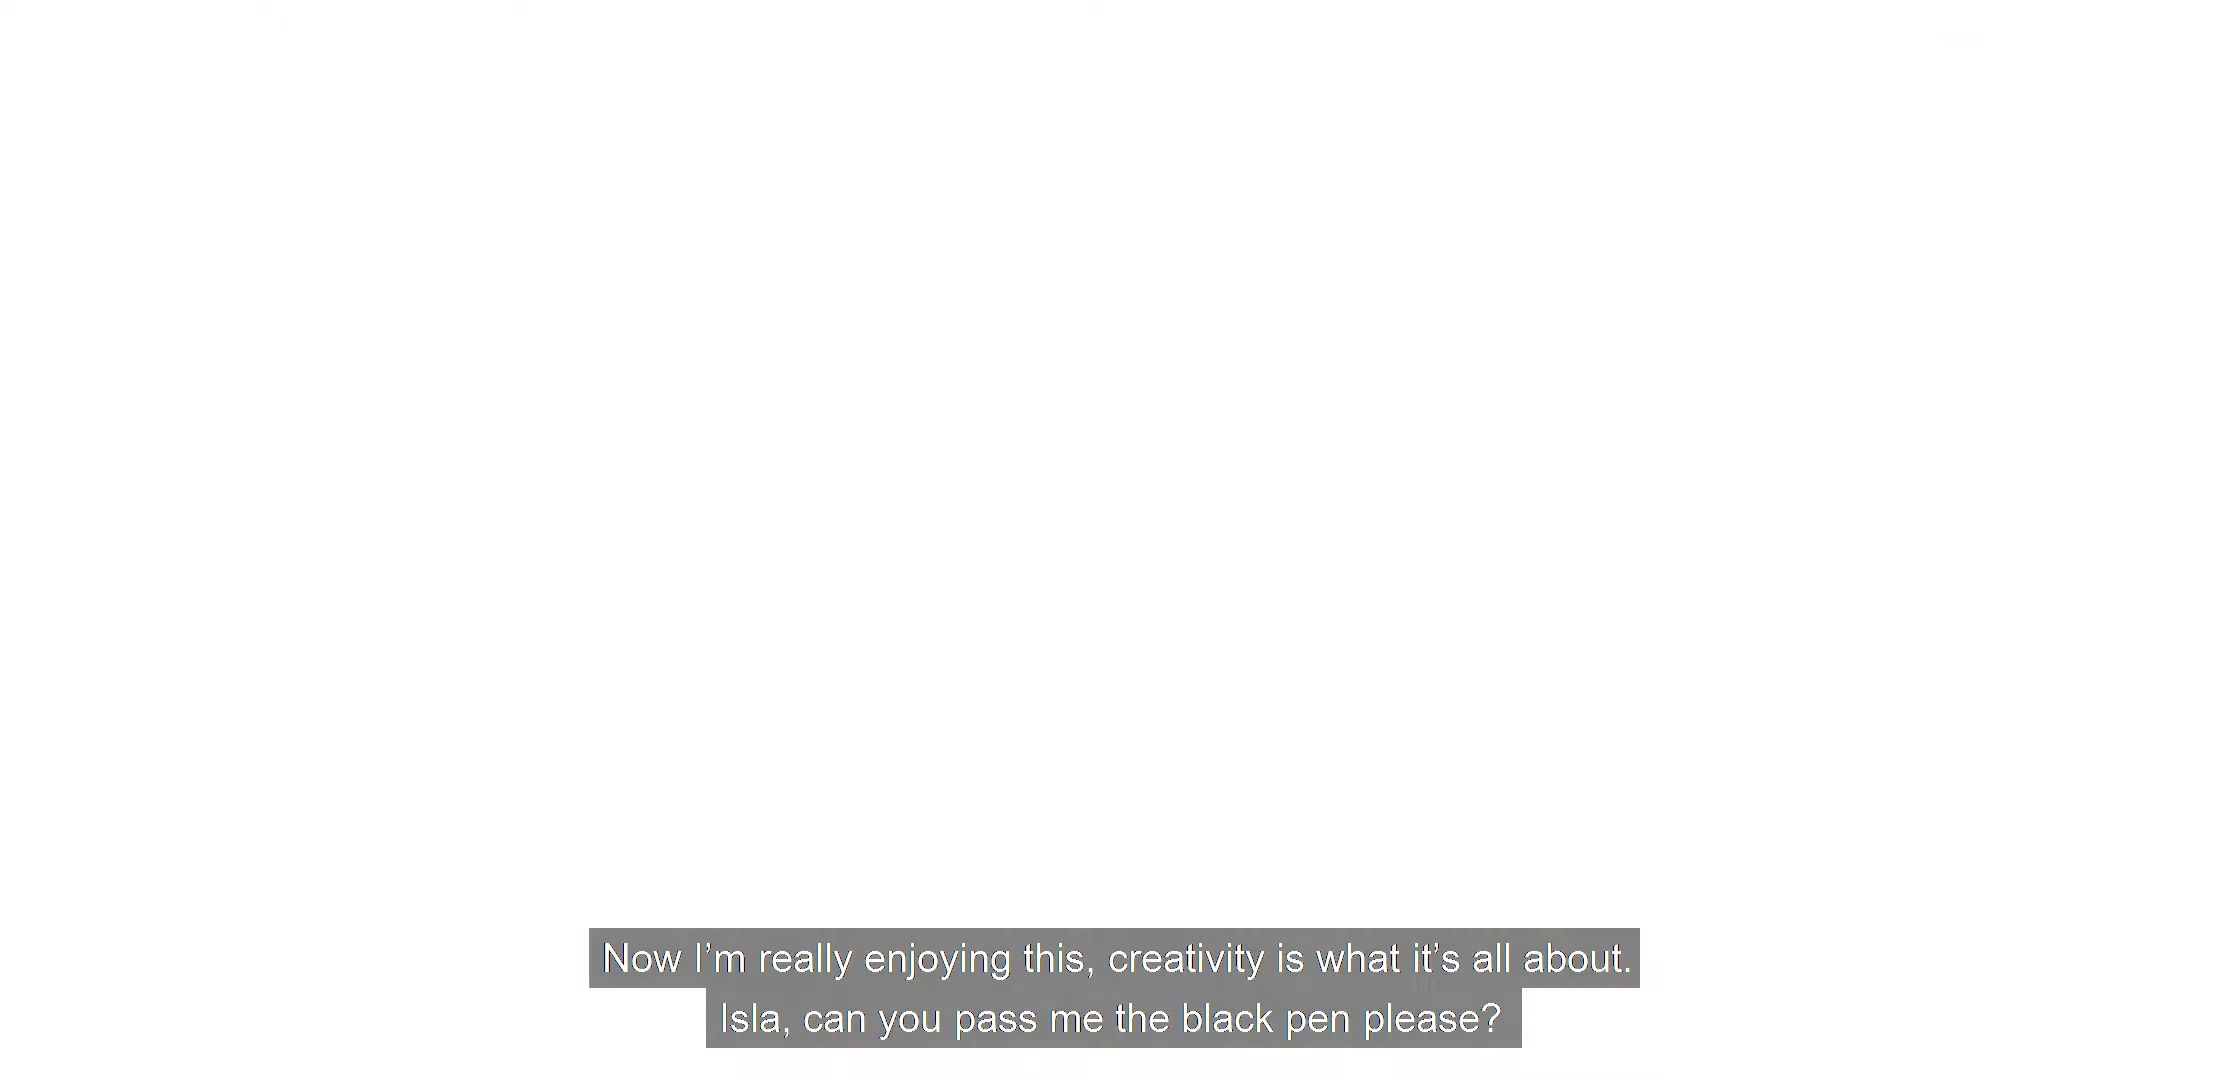 Now I’m really enjoying this, creativity is what it’s all about.
Isla, can you pass me the black pen please?